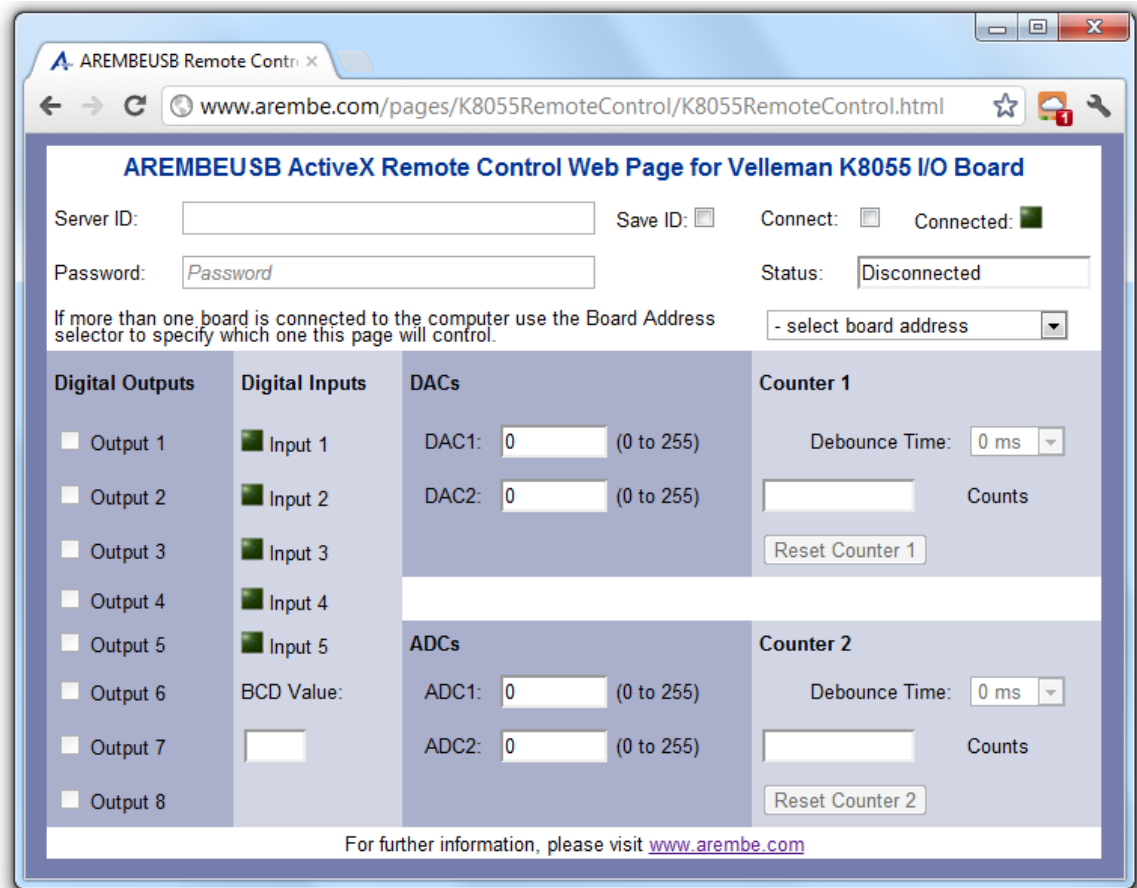 AREMBEUSB Remote Contr
www.arembe.com/pages/K8055RemoteControl/K8055RemoteControl.html
1
AREMBEUSB ActiveX Remote Control Web Page for Velleman K8055 I/O Board
Server ID: Save ID: Connect: Connected:
Password: Password Status: Disconnected
If more than one board is connected to the computer use the Board Address
selector to specify which one this page will control.
- select board address
Digital Outputs Digital Inputs DACs Counter 1
Output 1 Input 1 DAC1: 0 (0 to 255) Debounce Time: 0 ms
Output 2 Input 2 DAC2: 0 (0 to 255) Counts
Output 3 Input 3 Reset Counter 1
Output 4 Input 4
Output 5 Input 5 ADCs Counter 2
Output 6 BCD Value: ADC1: 0 (0 to 255) Debounce Time: 0 ms
Output 7 ADC2: 0 (0 to 255) Counts
Output 8 Reset Counter 2
For further information, please visit www.arembe.com